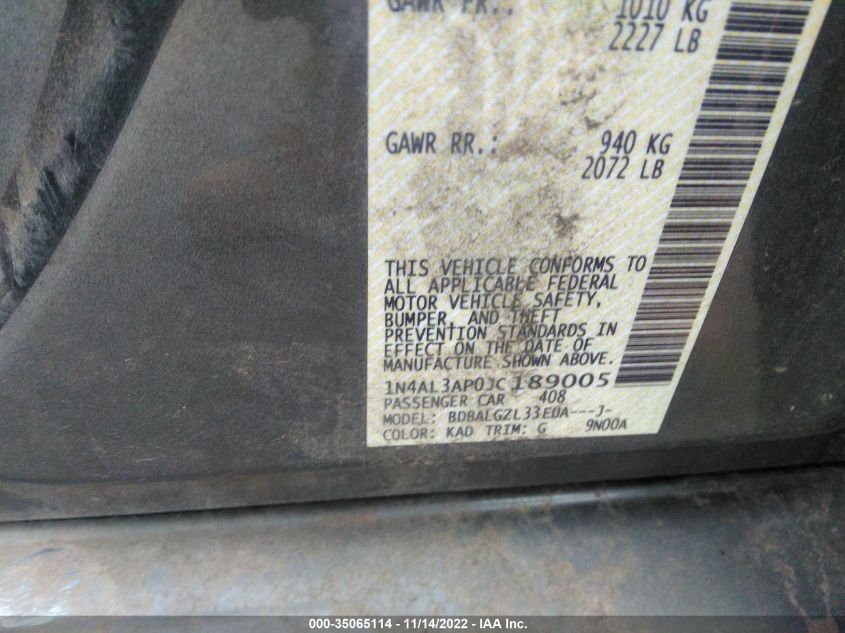 GAWR FR.: 1010 KG
2227 LB
GAWR RR.: 940 KG
2072 LB
THIS VEHICLE CONFORMS TO
ALL APPLICABLE FEDERAL
MOTOR VEHICLE SAFETY,
BUMPER, AND THEFT
PREVENTION STANDARDS IN
EFFECT ON THE DATE OF
MANUFACTURE SHOWN ABOVE.
1N4AL3AP0JC189005
PASSENGER CAR 408
MODEL: BDBALGZL33EUA---J-
COLOR: KAD TRIM: G 9N00A
000-35065114 - 11/14/2022 - IAA Inc.